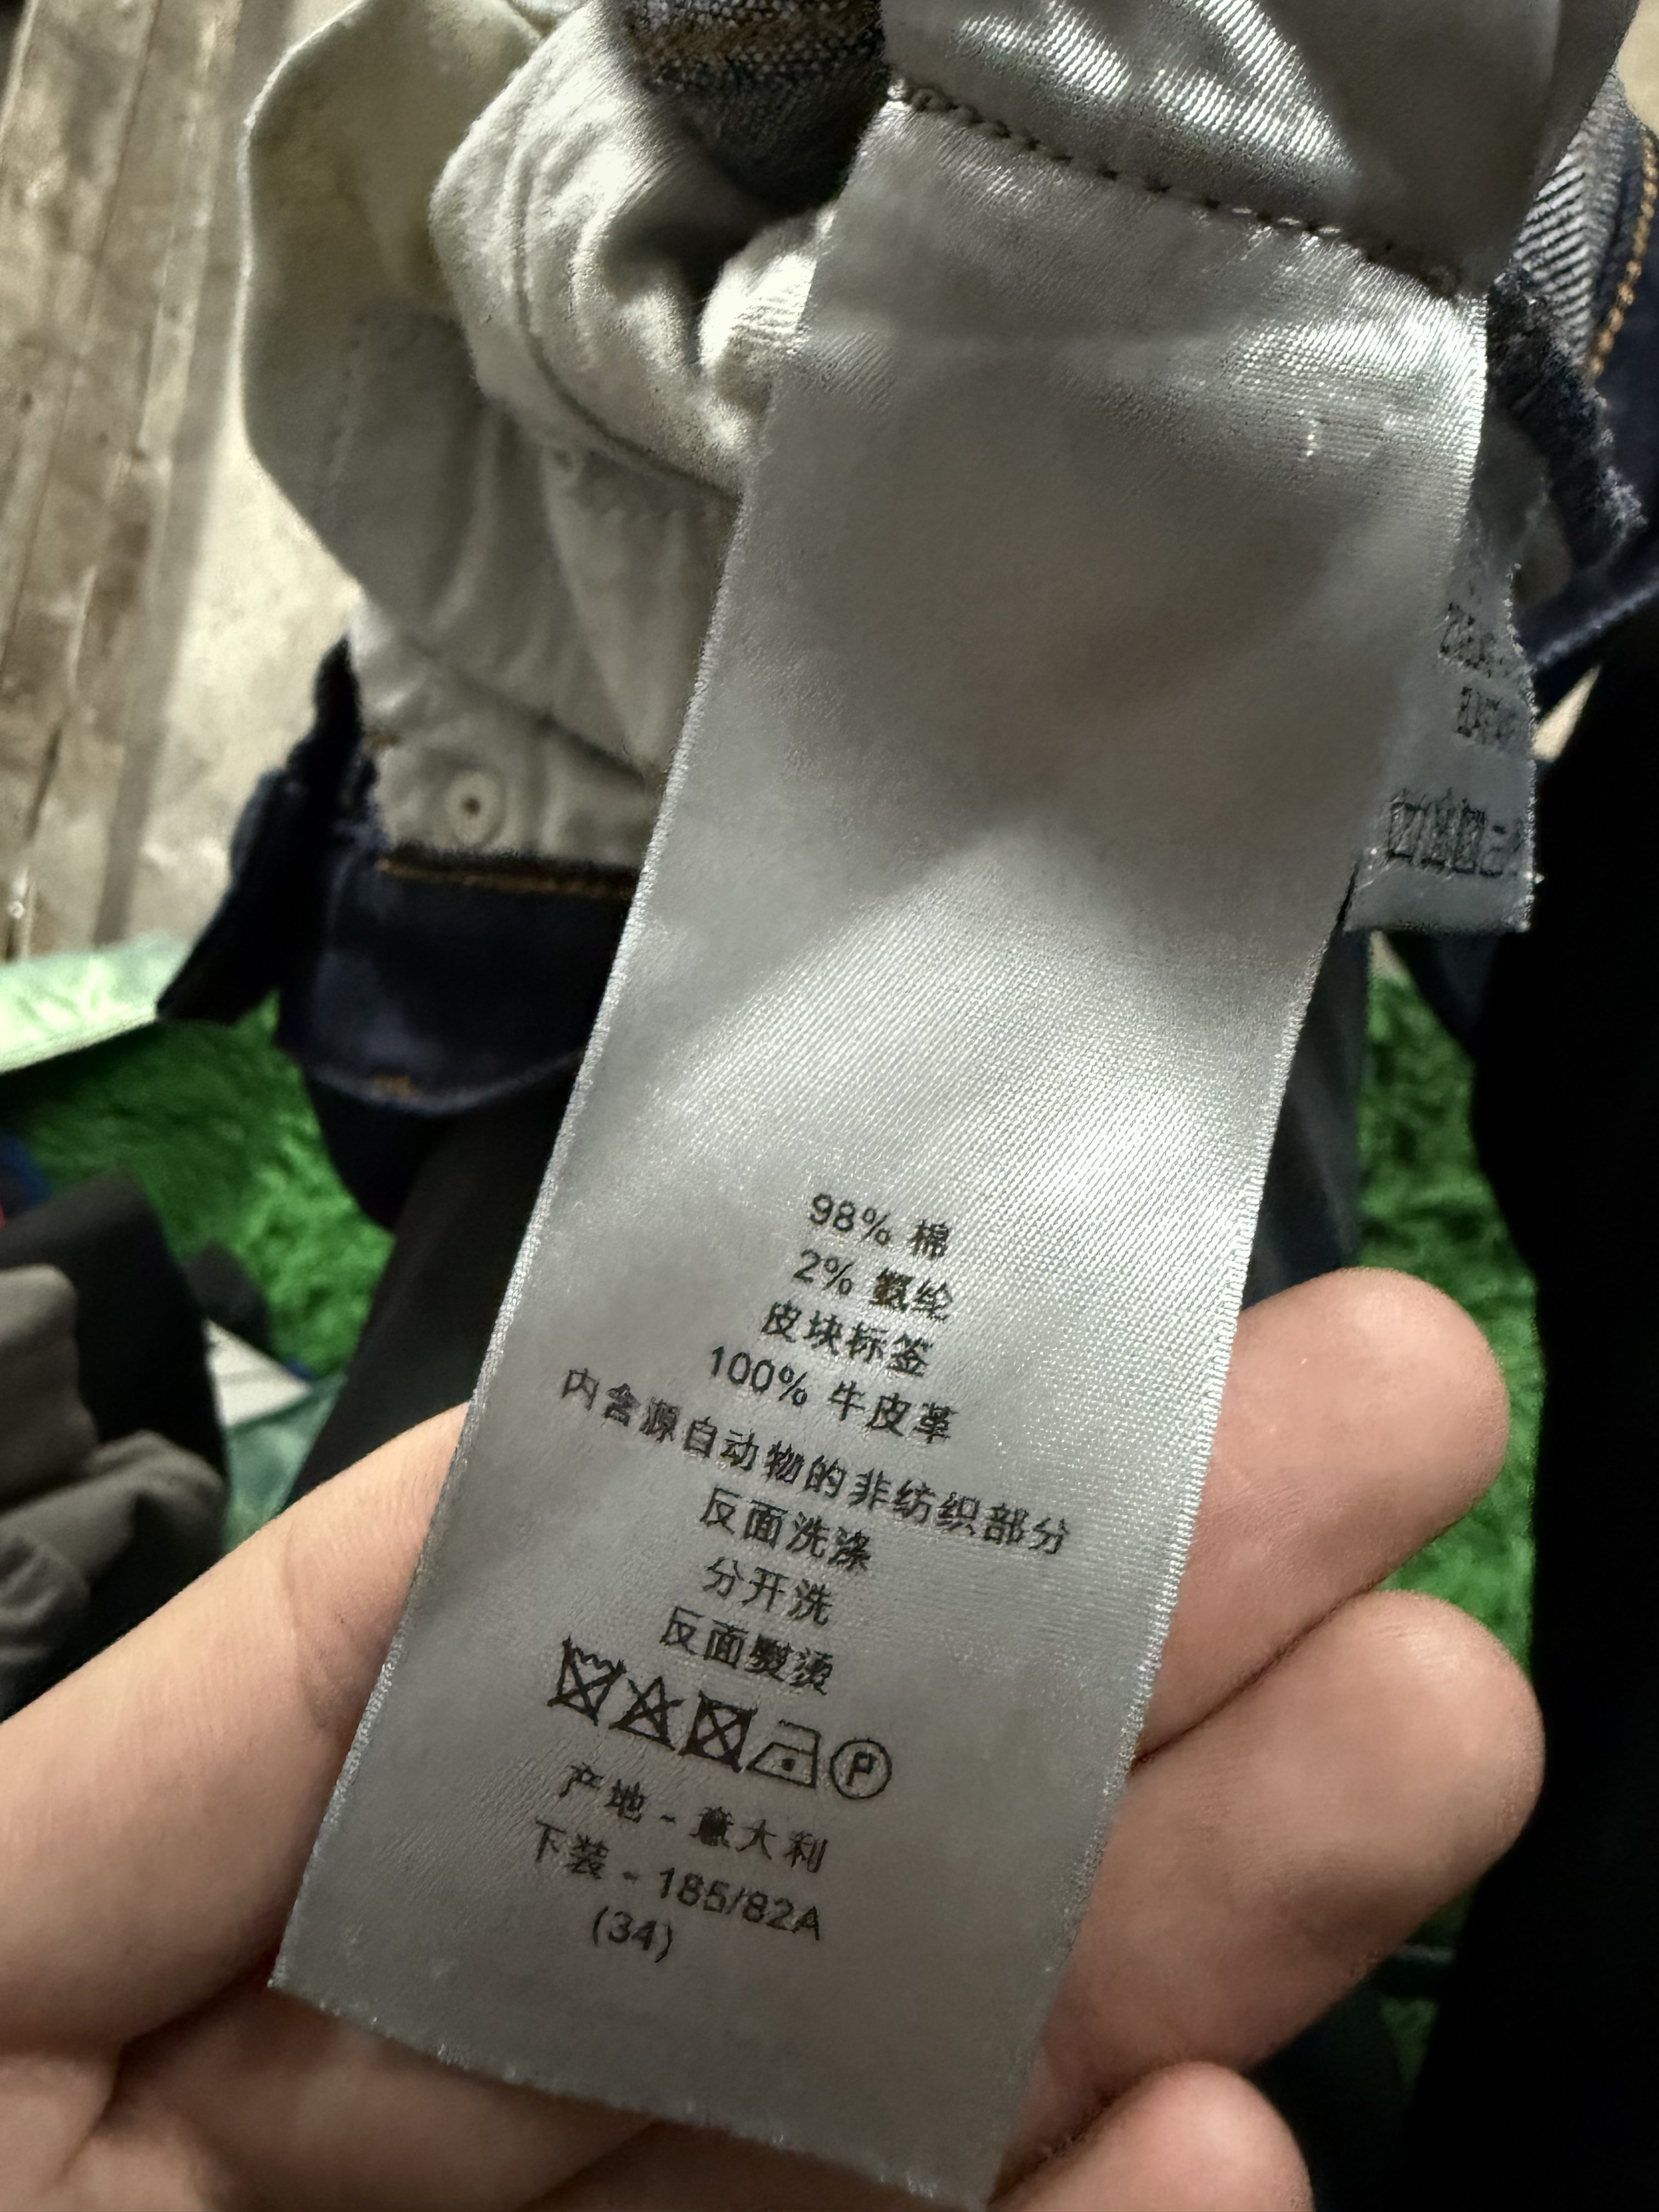 98% 棉
2% 氨纶
皮块标签
100% 牛皮革
内含源自动物的非纺织部分
反面洗涤
分开洗
反面熨烫
P
产地 - 意大利
下装 - 185/82A
(34)